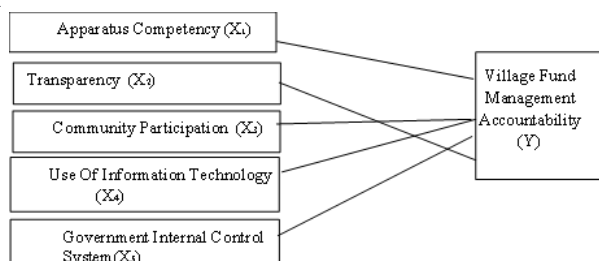 Apparatus Competency (X₁)
Transparency (X₂)
Community Participation (X₃)
Use Of Information Technology
(X₄)
Government Internal Control
System(X₅)
Village Fund
Management
Accountability
(Y)